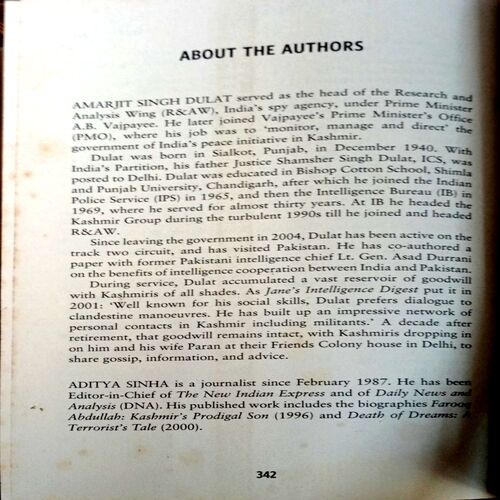 ABOUT THE AUTHORS
AMARJIT SINGH DULAT served as the head of the Research and
Analysis Wing (R&AW), India's spy agency, under Prime Minister
A.B. Vajpayee. He later joined Vajpayee's Prime Minister's Office
(PMO), where his job was to 'monitor, manage and direct' the
government of India's peace initiative in Kashmir.
Dulat was born in Sialkot, Punjab, in December 1940. With
India's Partition, his father Justice Shamsher Singh Dulat, ICS, was
posted to Delhi. Dulat was educated in Bishop Cotton School, Shimla
and Punjab University, Chandigarh, after which he joined the Indian
Police Service (IPS) in 1965, and then the Intelligence Bureau (IB) in
1969, where he served for almost thirty years. At IB he headed the
Kashmir Group during the turbulent 1990s till he joined and headed
R&AW.
Since leaving the government in 2004, Dulat has been active on the
track two circuit, and has visited Pakistan. He has co-authored a
paper with former Pakistani intelligence chief Lt. Gen. Asad Durrani
on the benefits of intelligence cooperation between India and Pakistan.
During service, Dulat accumulated a vast reservoir of goodwill
with Kashmiris of all shades. As Jane's Intelligence Digest put it in
2001: 'Well known for his social skills, Dulat prefers dialogue to
clandestine manoeuvres. He has built up an impressive network of
personal contacts in Kashmir including militants.' A decade after
retirement, that goodwill remains intact, with Kashmiris dropping in
on him and his wife Paran at their Friends Colony house in Delhi, to
share gossip, information, and advice.
ADITYA SINHA is a journalist since February 1987. He has been
Editor-in-Chief of The New Indian Express and of Daily News and
Analysis (DNA). His published work includes the biographies Farooq
Abdullah: Kashmir's Prodigal Son (1996) and Death of Dreams: A
Terrorist's Tale (2000).
342